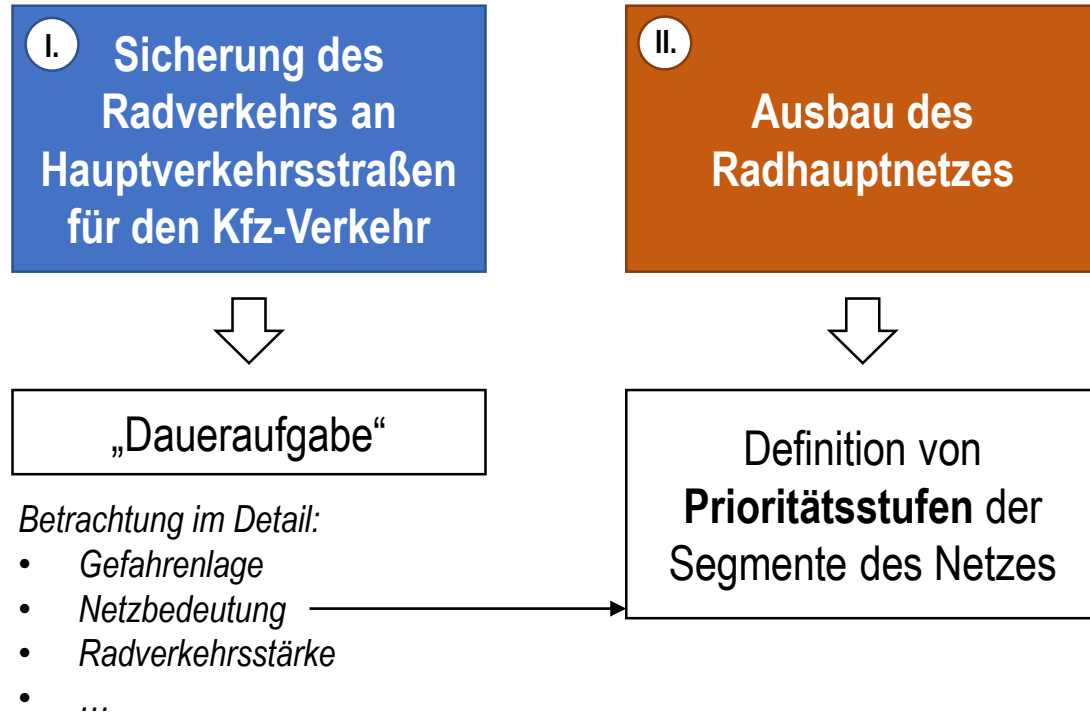 I.
Sicherung des
Radverkehrs an
Hauptverkehrsstraßen
für den Kfz-Verkehr
„Daueraufgabe“
Betrachtung im Detail:
• Gefahrenlage
• Netzbedeutung
• Radverkehrsstärke
• ...
II.
Ausbau des
Radhauptnetzes
Definition von
Prioritätsstufen der
Segmente des Netzes